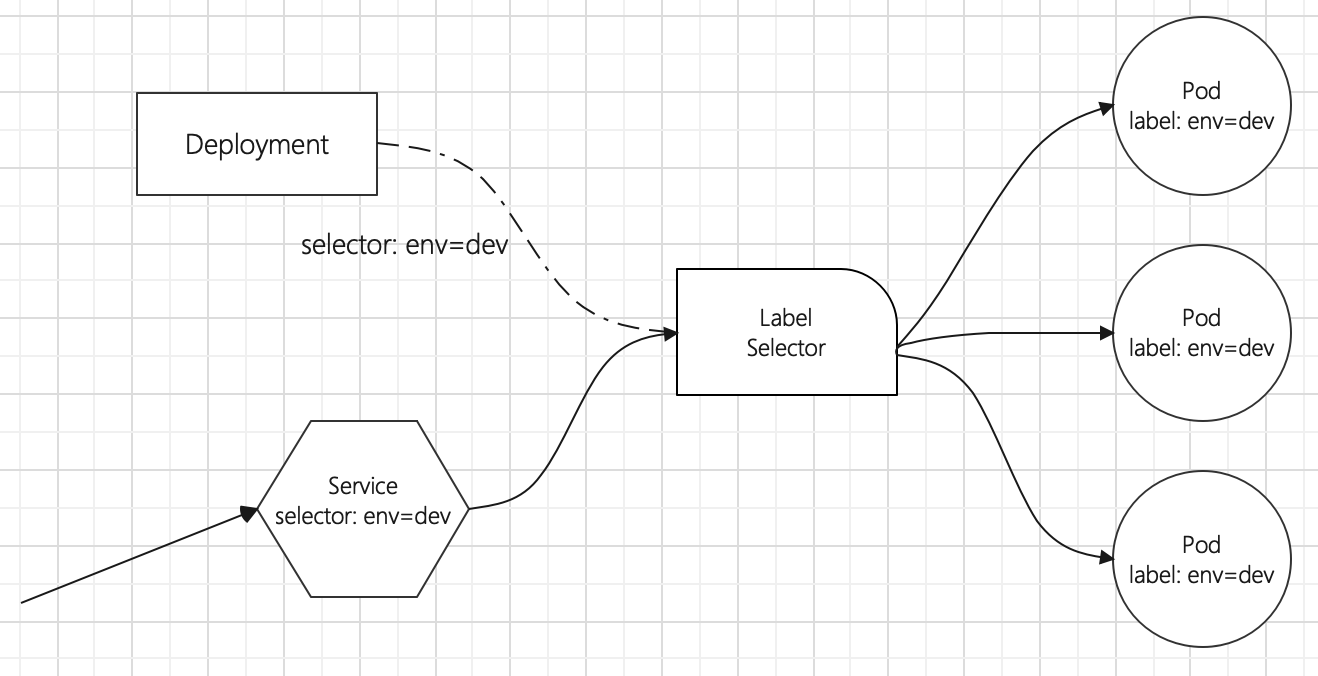 Deployment
selector: env=dev
Service
selector: env=dev
Label
Selector
Pod
label: env=dev
Pod
label: env=dev
Pod
label: env=dev